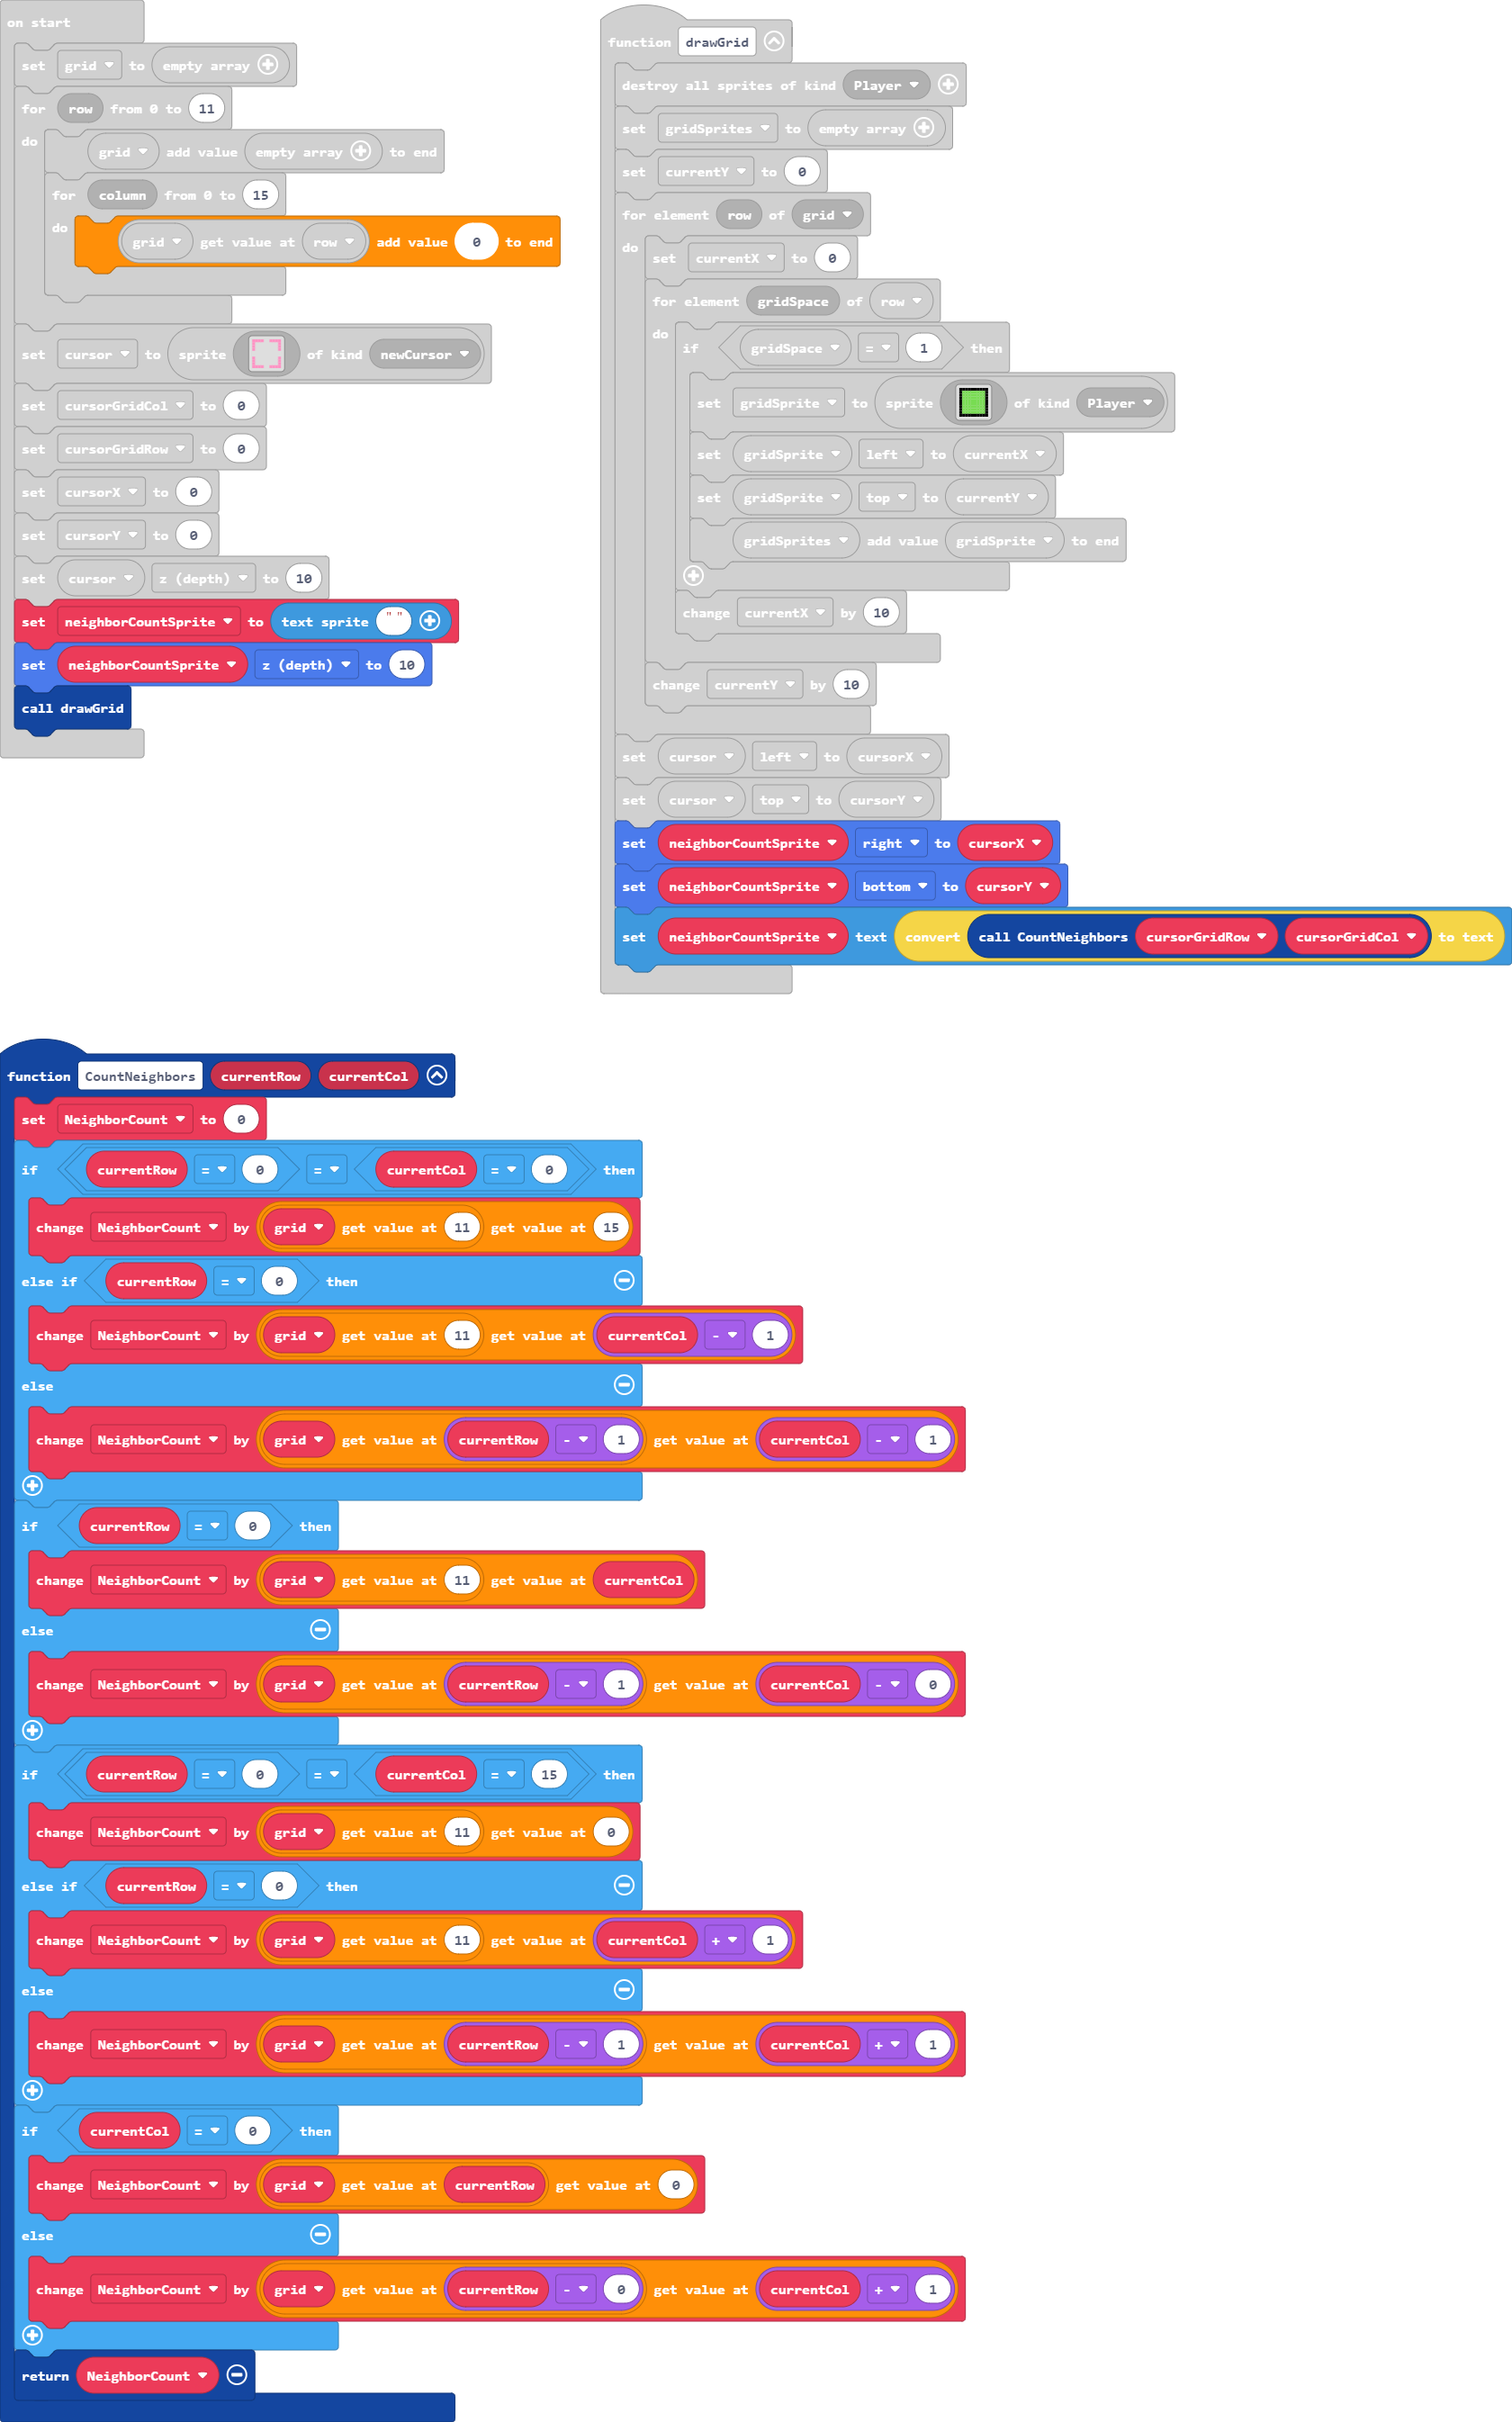 on start
set grid to empty array
for row from 0 to 11
do
grid add value empty array to end
for column from 0 to 15
do
grid get value at row add value 0 to end
set cursor to sprite of kind newCursor
set cursorGridCol to 0
set cursorGridRow to 0
set cursorX to 0
set cursorY to 0
set cursor z (depth) to 10
set neighborCountSprite to text sprite " "
set neighborCountSprite z (depth) to 10
call drawGrid
function drawGrid
destroy all sprites of kind Player
set gridSprites to empty array
set currentY to 0
for element row of grid
do
set currentX to 0
for element gridSpace of row
do
if gridSpace = 1 then
set gridSprite to sprite of kind Player
set gridSprite left to currentX
set gridSprite top to currentY
gridSprites add value gridSprite to end
change currentX by 10
change currentY by 10
set cursor left to cursorX
set cursor top to cursorY
set neighborCountSprite right to cursorX
set neighborCountSprite bottom to cursorY
set neighborCountSprite text convert call CountNeighbors cursorGridRow cursorGridCol to text
function CountNeighbors currentRow currentCol
set NeighborCount to 0
if currentRow = 0 = currentCol = 0 then
change NeighborCount by grid get value at 11 get value at 15
else if currentRow = 0 then
change NeighborCount by grid get value at 11 get value at currentCol - 1
else
change NeighborCount by grid get value at currentRow - 1 get value at currentCol - 1
if currentRow = 0 then
change NeighborCount by grid get value at 11 get value at currentCol
else
change NeighborCount by grid get value at currentRow - 1 get value at currentCol - 0
if currentRow = 0 = currentCol = 15 then
change NeighborCount by grid get value at 11 get value at 0
else if currentRow = 0 then
change NeighborCount by grid get value at 11 get value at currentCol + 1
else
change NeighborCount by grid get value at currentRow - 1 get value at currentCol + 1
if currentCol = 0 then
change NeighborCount by grid get value at currentRow get value at 0
else
change NeighborCount by grid get value at currentRow - 0 get value at currentCol + 1
return NeighborCount